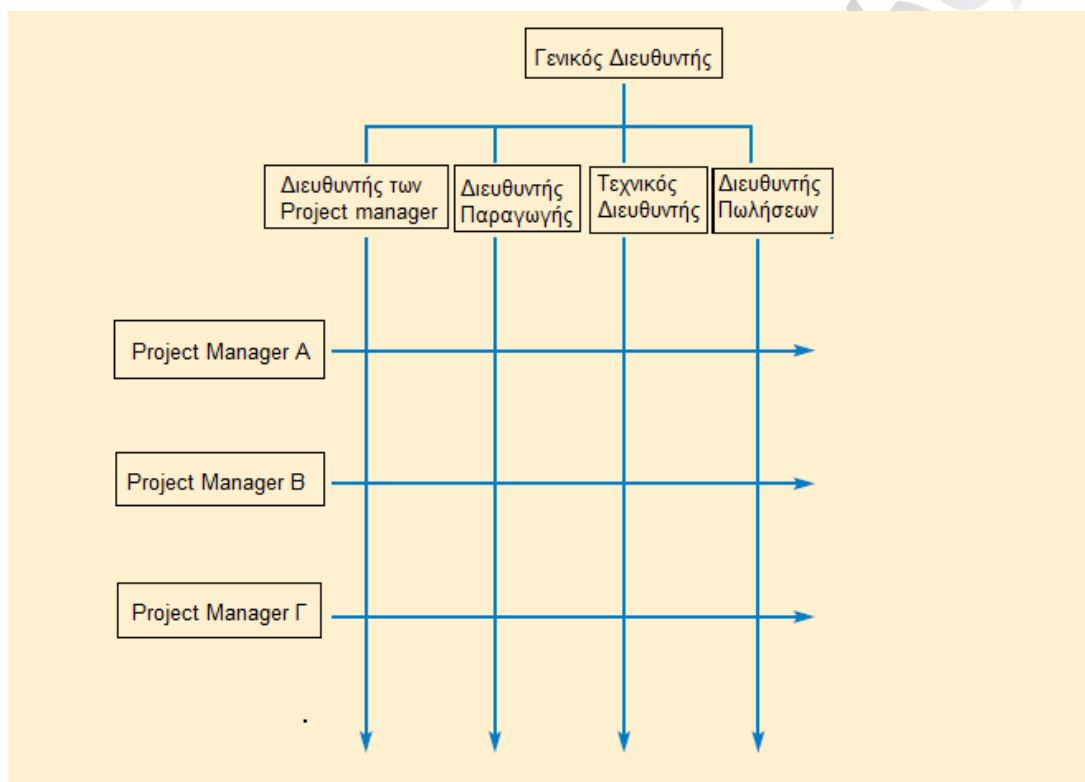 Γενικός Διευθυντής
Διευθυντής των
Project manager
Διευθυντής
Παραγωγής
Τεχνικός
Διευθυντής
Διευθυντής
Πωλήσεων
Project Manager A
Project Manager B
Project Manager Γ
.